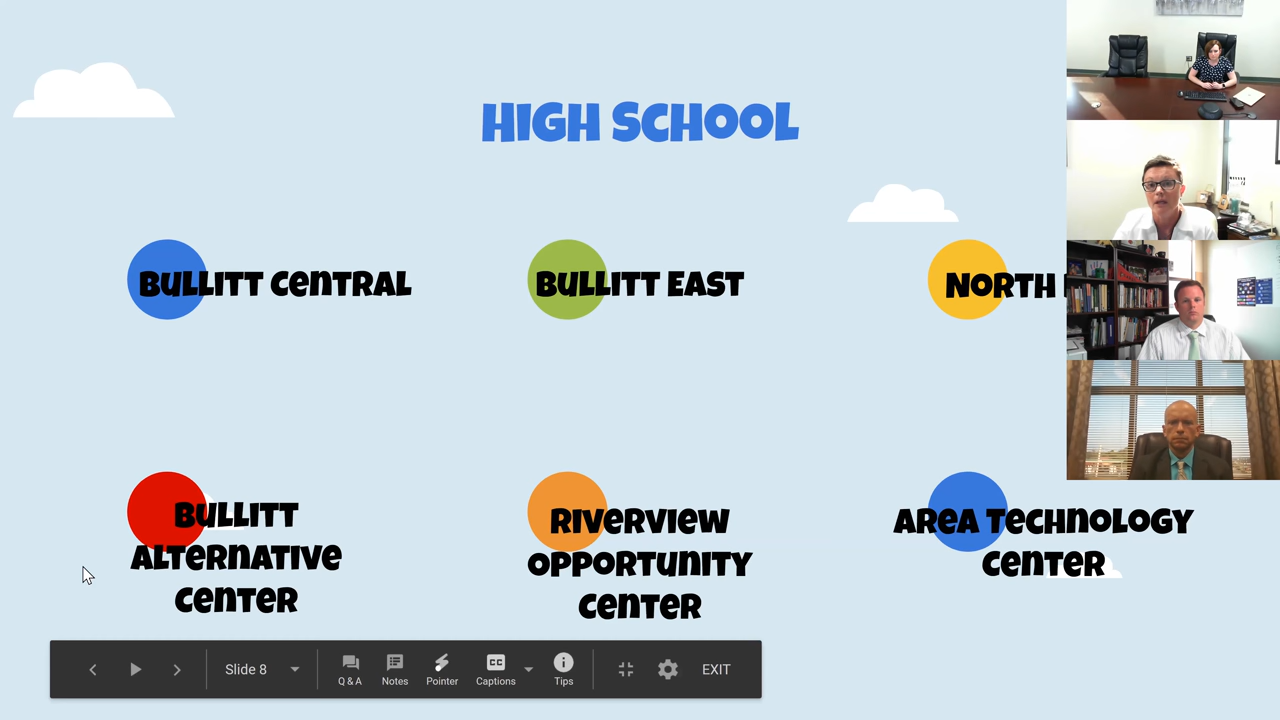 HIGH SCHOOL
BULLITT CENTRAL
BULLITT EAST
NORTH
BULLITT
ALTERNATIVE
CENTER
RIVERVIEW
OPPORTUNITY
CENTER
AREA TECHNOLOGY
CENTER
Slide 8
Q & A
Notes
Pointer
CC
Captions
Tips
EXIT